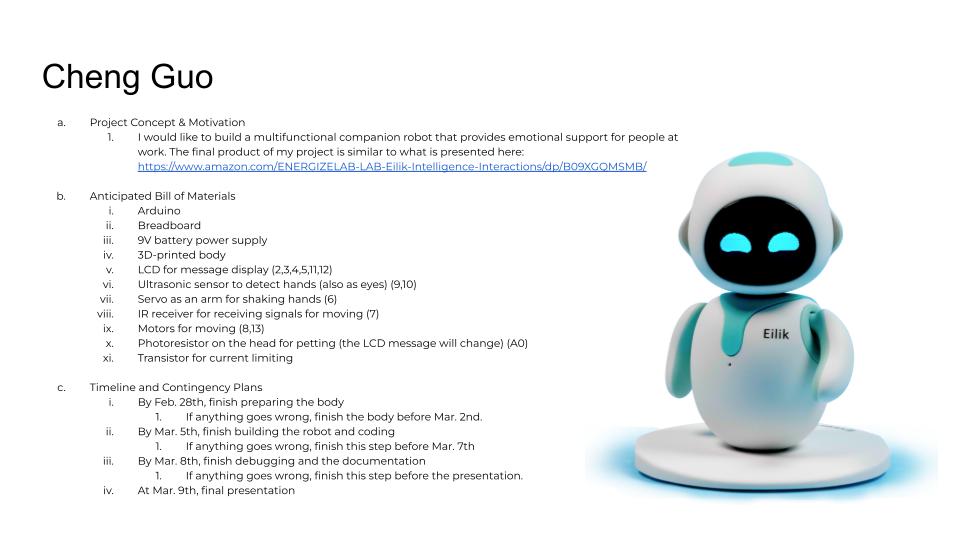 Cheng Guo
a. Project Concept & Motivation
1. I would like to build a multifunctional companion robot that provides emotional support for people at
work. The final product of my project is similar to what is presented here:
https://www.amazon.com/ENERGIZELAB-LAB-Eilik-Intelligence-Interactions/dp/B09XGQMSMB/
b. Anticipated Bill of Materials
i. Arduino
ii. Breadboard
iii. 9V battery power supply
iv. 3D-printed body
v. LCD for message display (2,3,4,5,11,12)
vi. Ultrasonic sensor to detect hands (also as eyes) (9,10)
vii. Servo as an arm for shaking hands (6)
viii. IR receiver for receiving signals for moving (7)
ix. Motors for moving (8,13)
x. Photoresistor on the head for petting (the LCD message will change) (A0)
xi. Transistor for current limiting
c. Timeline and Contingency Plans
i. By Feb. 28th, finish preparing the body
1. If anything goes wrong, finish the body before Mar. 2nd.
ii. By Mar. 5th, finish building the robot and coding
1. If anything goes wrong, finish this step before Mar. 7th
iii. By Mar. 8th, finish debugging and the documentation
1. If anything goes wrong, finish this step before the presentation.
iv. At Mar. 9th, final presentation
Eilik